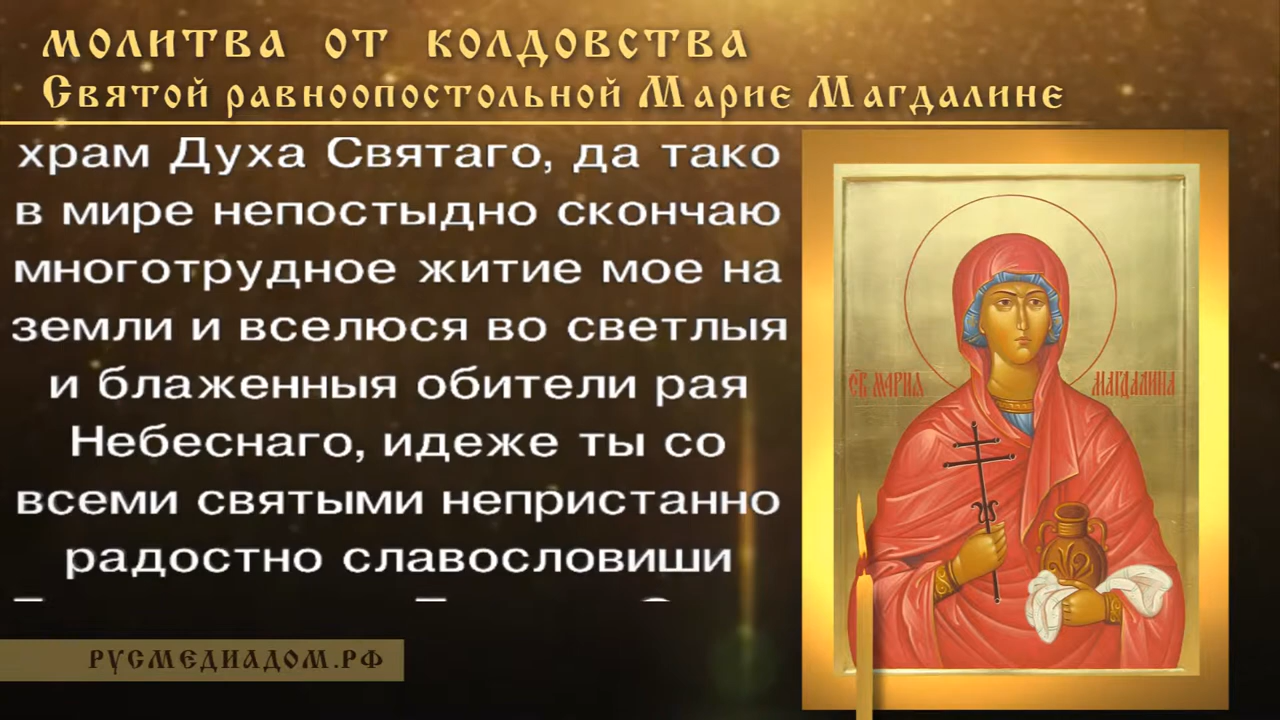 МОЛИТВА ОТ КОЛДОВСТВА
Святой равноопостольной Марие Магдалине
храм Духа Святаго, да тако
в мире непостыдно скончаю
многотрудное житие мое на
земли и вселюся во светлыя
и блаженныя обители рая
Небеснаго, идеже ты со
всеми святыми непристанно
радостно славословиши
СВ МАРИЯ МАГДАЛИНА
РУСМЕДИАДОМ.РФ